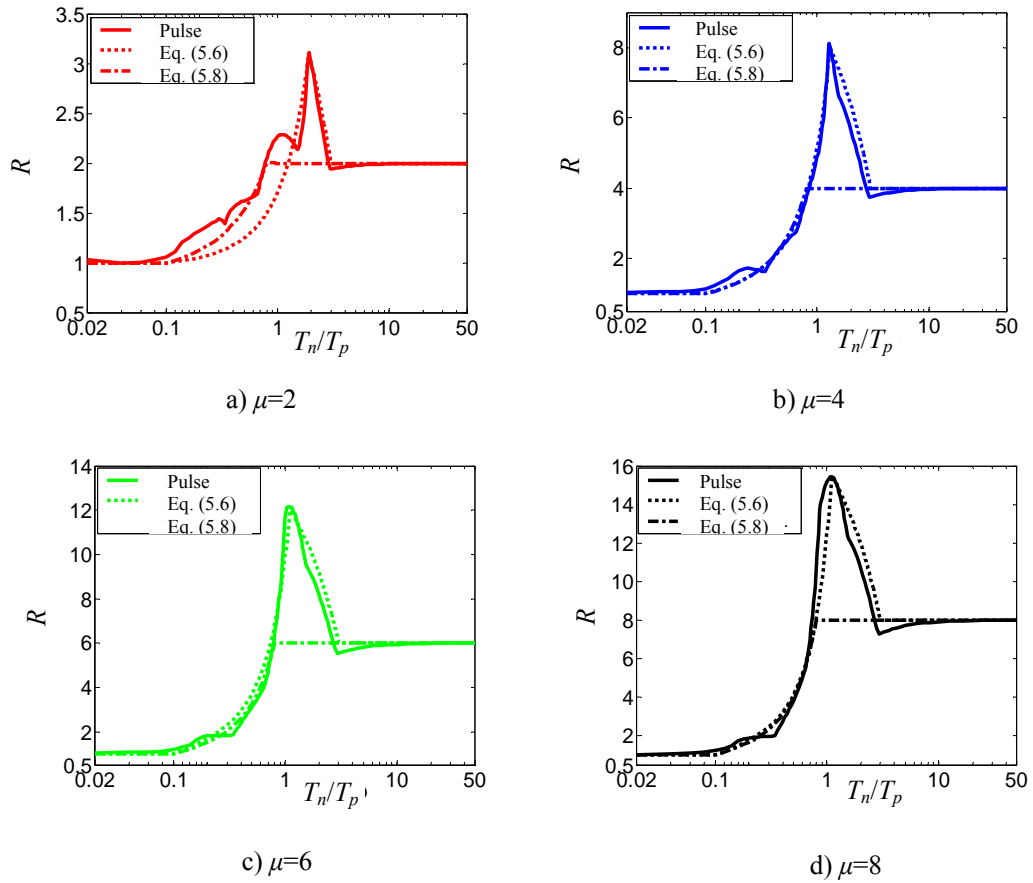 3.5
3
2.5
2
1.5
1
0.5
0.02
0.1
1
10
50
R
Tn/Tp
Pulse
Eq. (5.6)
Eq. (5.8)
a) μ=2
8
6
4
2
0.5
0.02
0.1
1
10
50
R
Tn/Tp
Pulse
Eq. (5.6)
Eq. (5.8)
b) μ=4
14
12
10
8
6
4
2
0.5
0.02
0.1
1
10
50
R
Tn/Tp
Pulse
Eq. (5.6)
Eq. (5.8)
c) μ=6
16
14
12
10
8
6
4
2
0.5
0.02
0.1
1
10
50
R
Tn/Tp
Pulse
Eq. (5.6)
Eq. (5.8)
d) μ=8